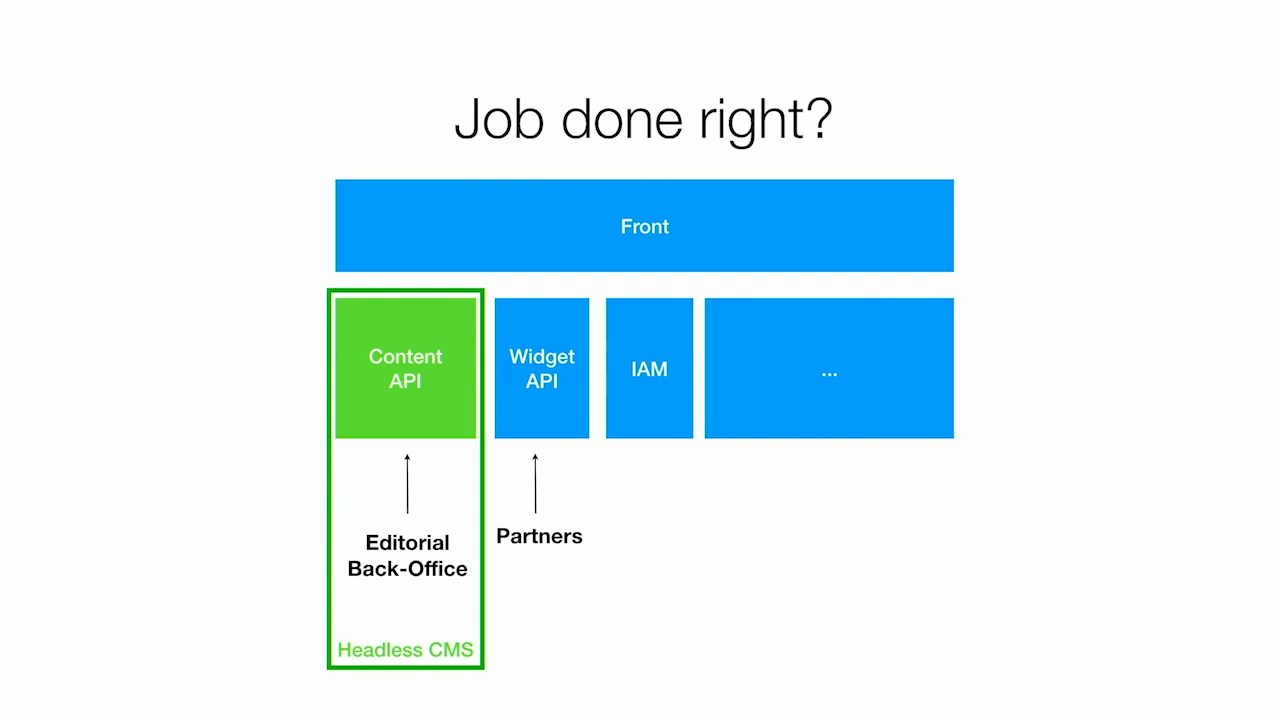 Job done right?
Front
Content
API
Widget
API
IAM
...
Editorial
Back-Office
Partners
Headless CMS